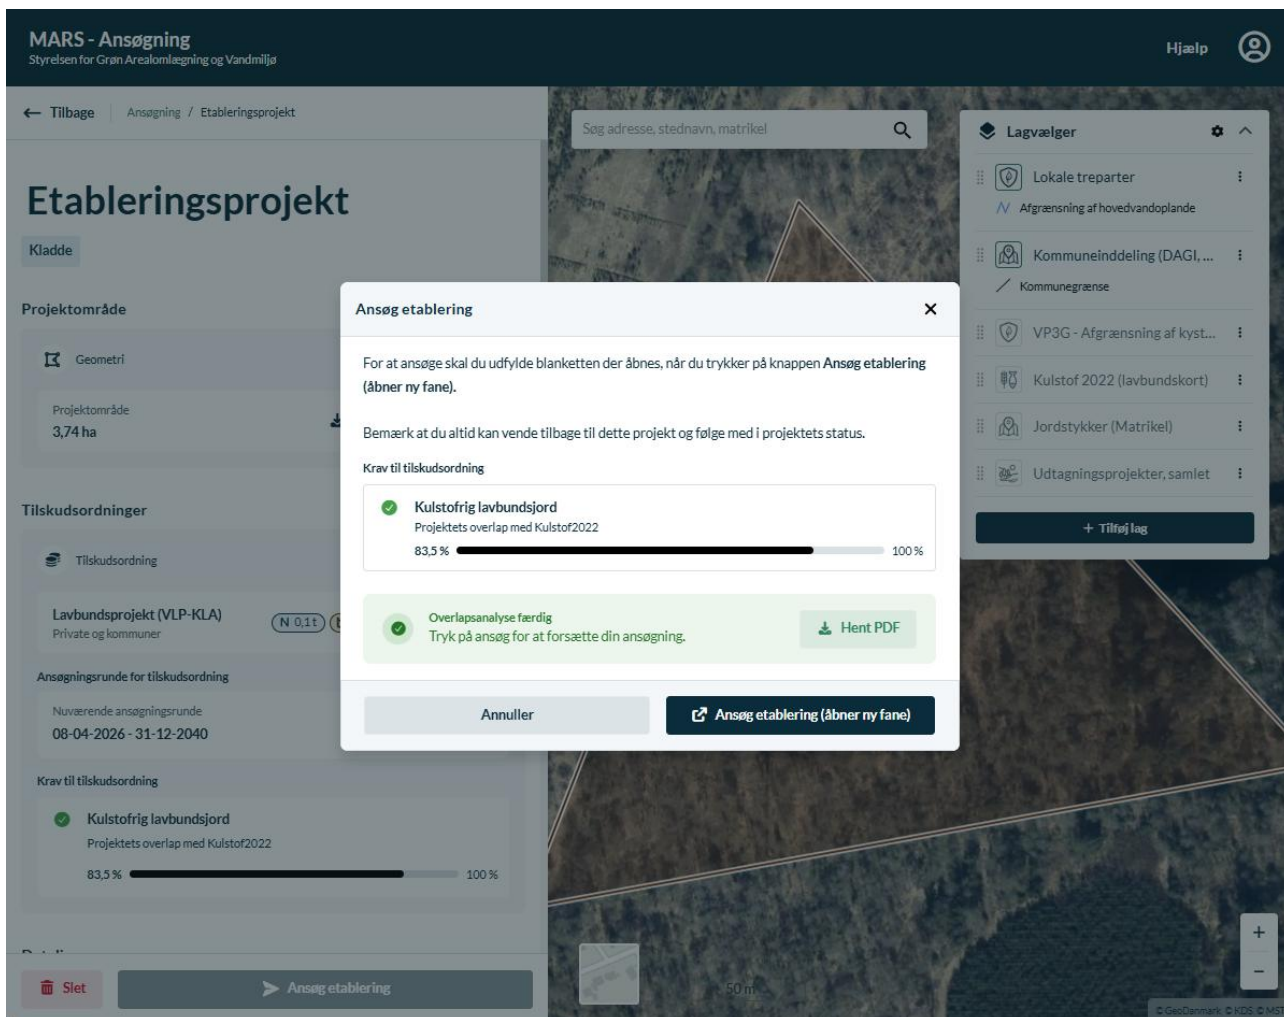 MARS - Ansøgning
Styrelsen for Grøn Arealomlægning og Vandmiljø
Hjælp
Tilbage
Ansøgning / Etableringsprojekt
Etableringsprojekt
Kladde
Projektområde
Geometri
Projektområde
3,74 ha
Tilskudsordninger
Tilskudsordning
Lavbundsprojekt (VLP-KLA)
Private og kommuner
N 0,1 t
Ansøgningsrunde for tilskudsordning
Nuværende ansøgningsrunde
08-04-2026 - 31-12-2040
Krav til tilskudsordning
Kulstofrig lavbundsjord
Projektets overlap med Kulstof2022
83,5 %
100 %
Slet
Ansøg etablering
Søg adresse, stednavn, matrikel
Ansøg etablering
For at ansøge skal du udfylde blanketten der åbnes, når du trykker på knappen Ansøg etablering
(åbner ny fane).
Bemærk at du altid kan vende tilbage til dette projekt og følge med i projektets status.
Krav til tilskudsordning
Kulstofrig lavbundsjord
Projektets overlap med Kulstof2022
83,5 %
100 %
Overlapsanalyse færdig
Tryk på ansøg for at forsætte din ansøgning.
Hent PDF
Annuller
Ansøg etablering (åbner ny fane)
Lagvælger
Lokale treparter
Afgrænsning af hovedvandoplande
Kommuneinddeling (DAGI, ...
Kommunegrænse
VP3G - Afgrænsning af kyst...
Kulstof 2022 (lavbundskort)
Jordstykker (Matrikel)
Udtagningsprojekter, samlet
+ Tilføj lag
50 m
+
−
© GeoDanmark © KDS © MST